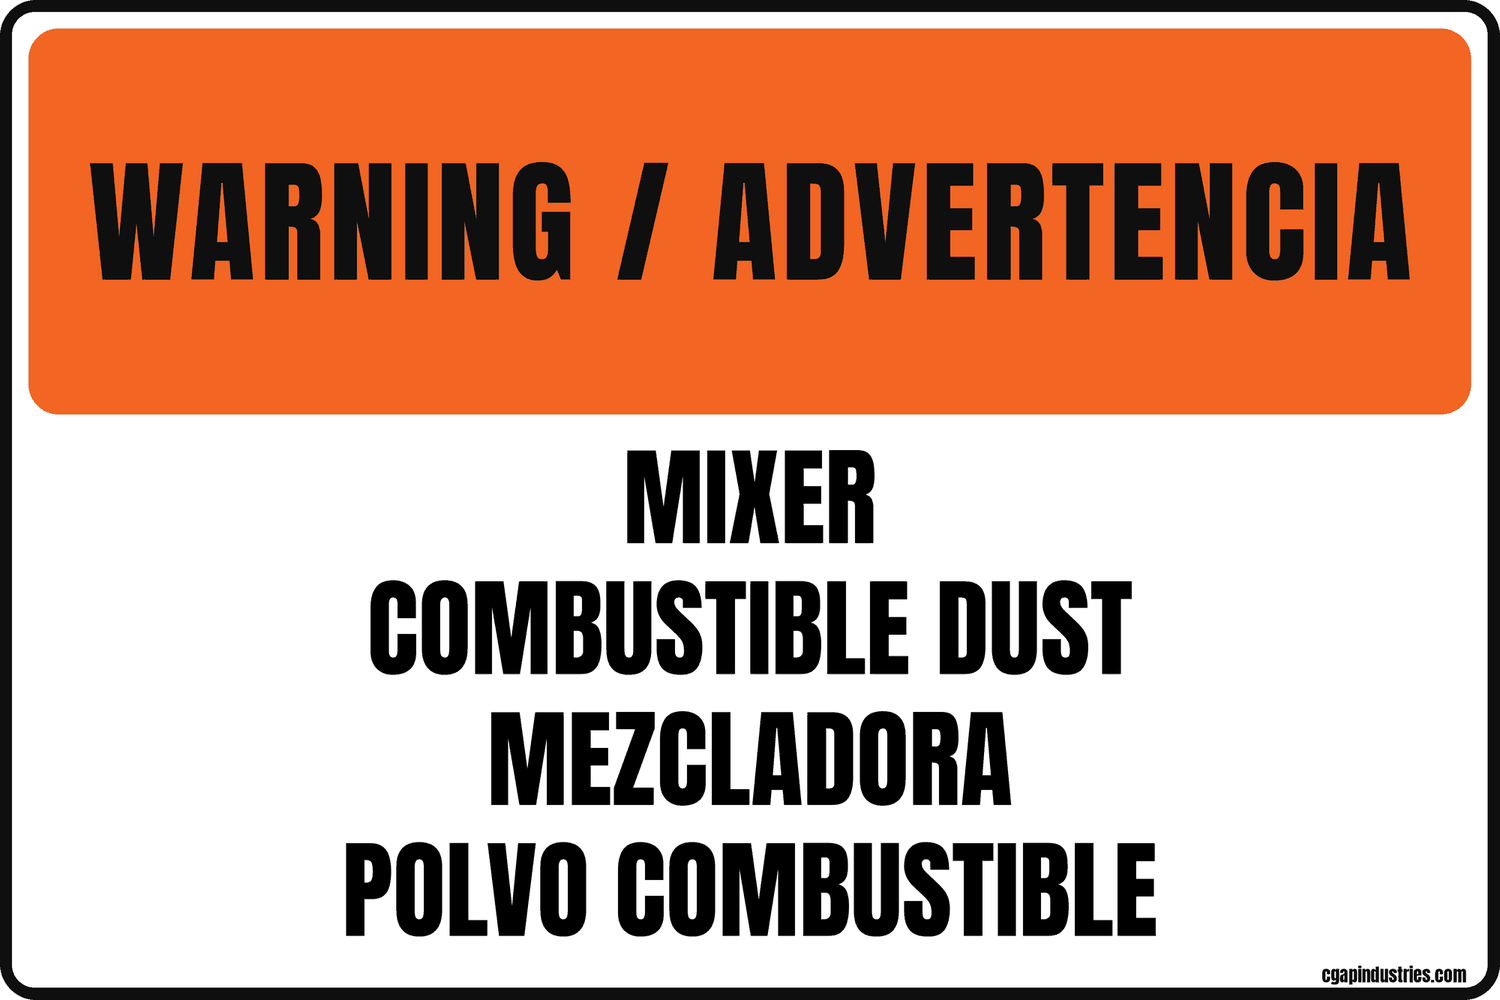 WARNING / ADVERTENCIA
MIXER
COMBUSTIBLE DUST
MEZCLADORA
POLVO COMBUSTIBLE
cgapindustries.com